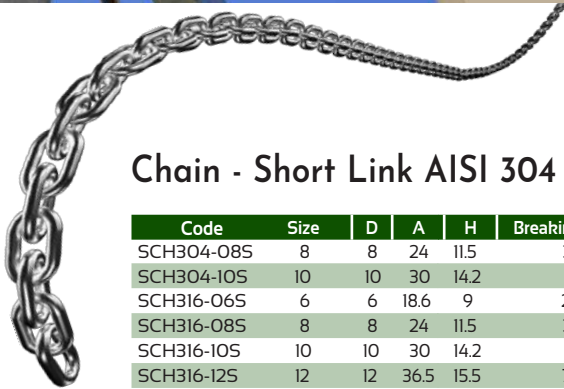 Chain - Short Link AISI 304
Code Size D A H
SCH304-08S 8 8 24 11.5
SCH304-10S 10 10 30 14.2
SCH316-06S 6 6 18.6 9
SCH316-08S 8 8 24 11.5
SCH316-10S 10 10 30 14.2
SCH316-12S 12 12 36.5 15.5